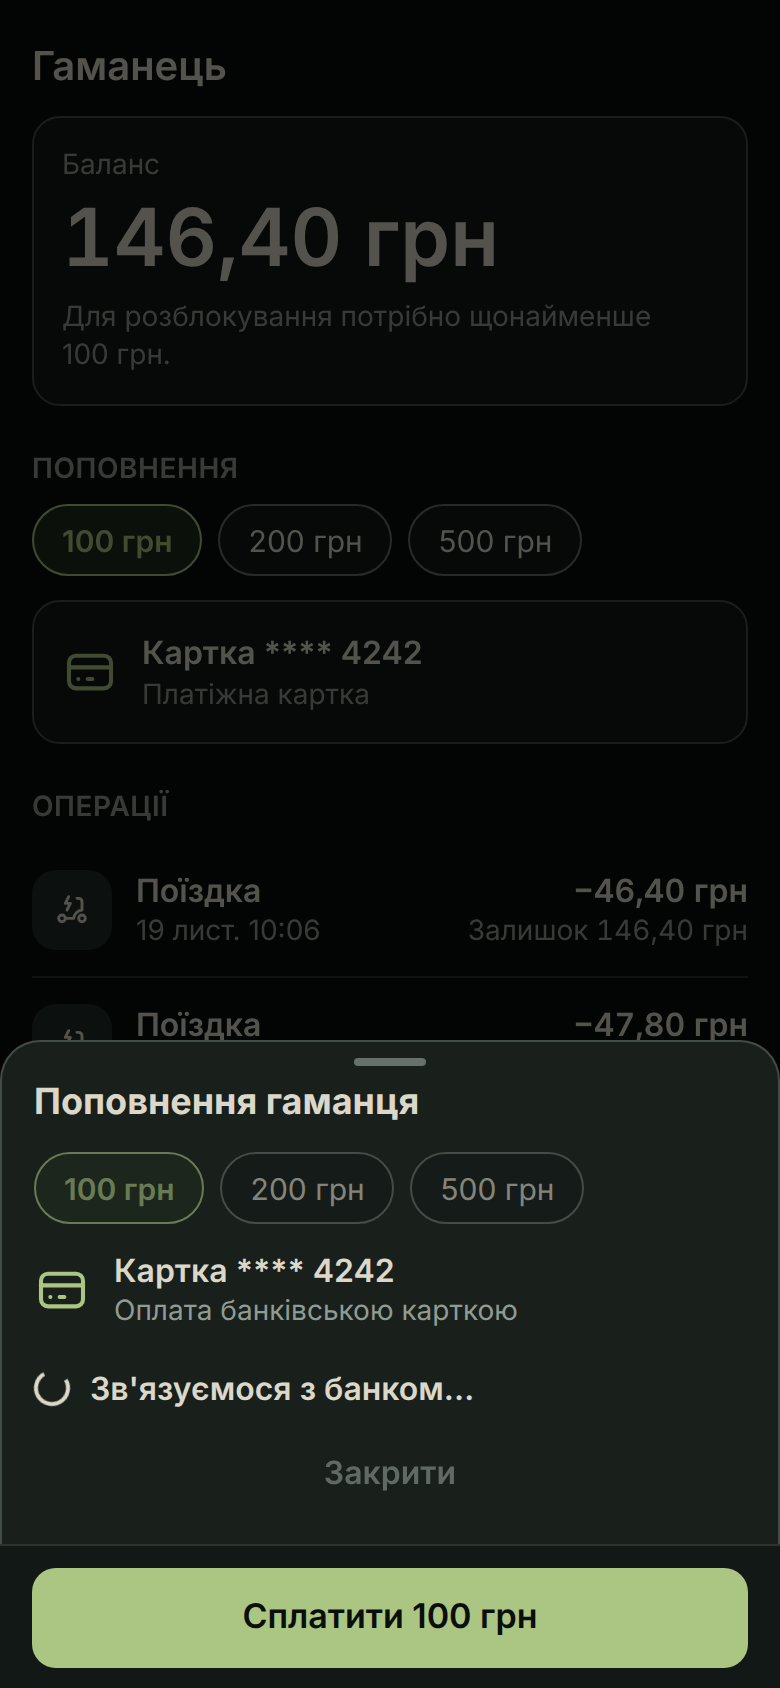 Гаманець
Баланс
146,40 грн
Для розблокування потрібно щонайменше
100 грн.
ПОПОВНЕННЯ
100 грн 200 грн 500 грн
Картка **** 4242
Платіжна картка
ОПЕРАЦІЇ
Поїздка −46,40 грн
19 лист. 10:06 Залишок 146,40 грн
Поїздка −47,80 грн
Поповнення гаманця
100 грн 200 грн 500 грн
Картка **** 4242
Оплата банківською карткою
Зв'язуємося з банком...
Закрити
Сплатити 100 грн